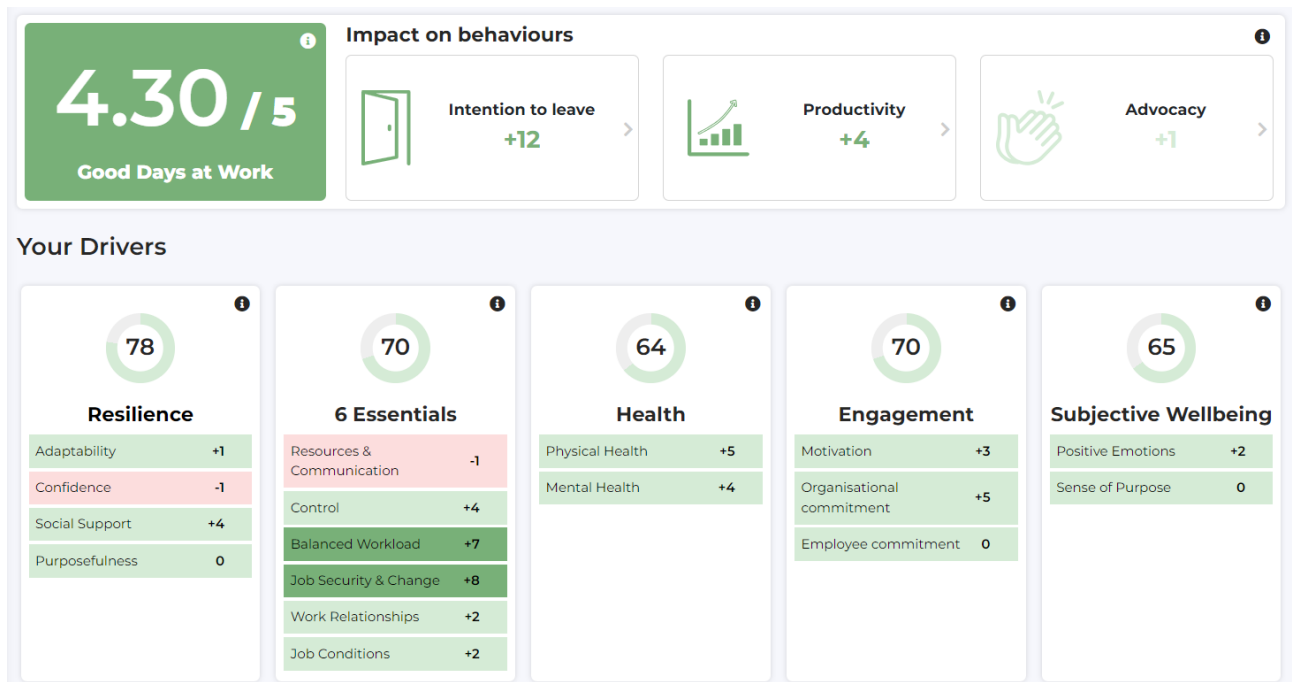 4.30 / 5
Good Days at Work
Impact on behaviours
Intention to leave
+12
Productivity
+4
Advocacy
+1
Your Drivers
78
Resilience
Adaptability +1
Confidence -1
Social Support +4
Purposefulness 0
70
6 Essentials
Resources &
Communication -1
Control +4
Balanced Workload +7
Job Security & Change +8
Work Relationships +2
Job Conditions +2
64
Health
Physical Health +5
Mental Health +4
70
Engagement
Motivation +3
Organisational
commitment +5
Employee commitment 0
65
Subjective Wellbeing
Positive Emotions +2
Sense of Purpose 0